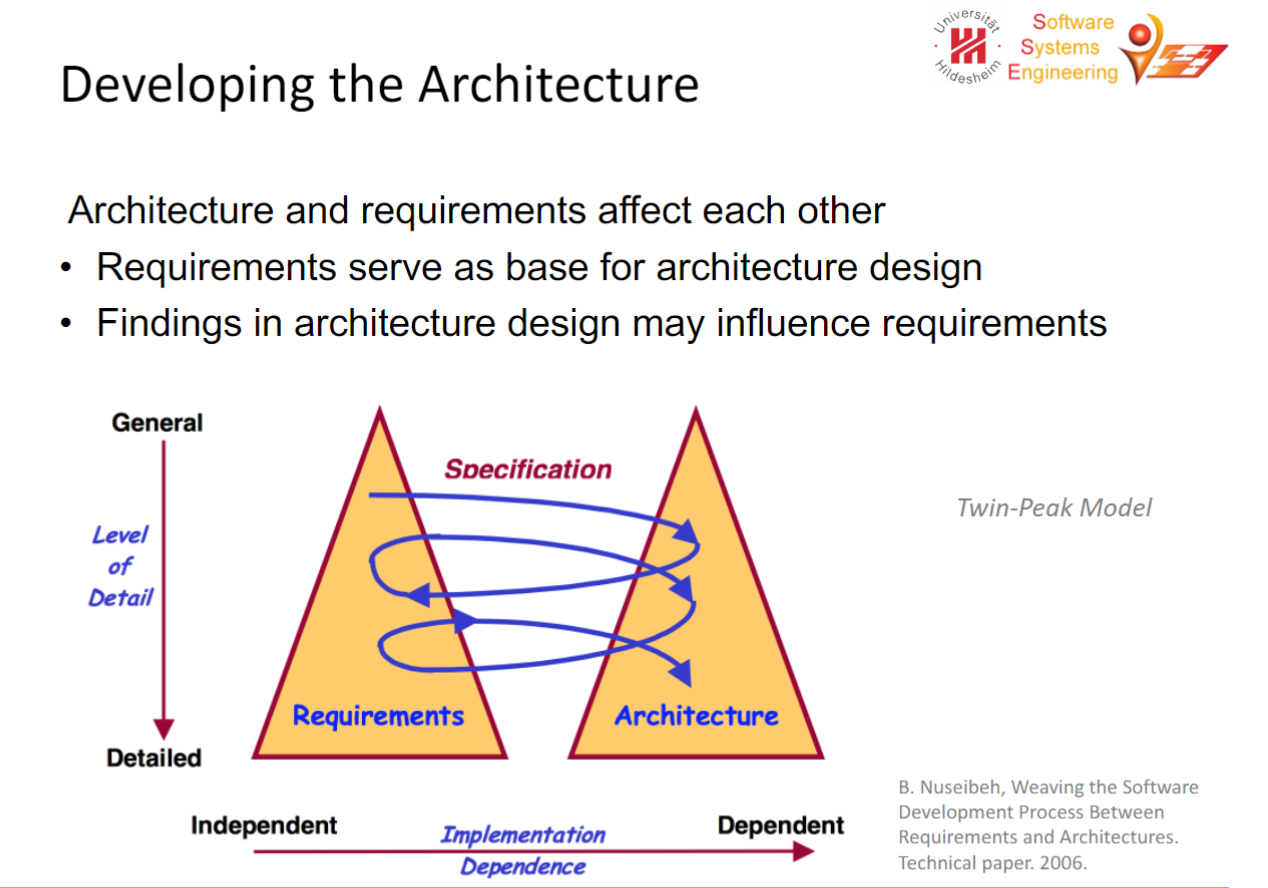 Universität
Hildesheim
Software
Systems
Engineering
Developing the Architecture
Architecture and requirements affect each other
• Requirements serve as base for architecture design
• Findings in architecture design may influence requirements
General
Specification
Twin-Peak Model
Level
of
Detail
Requirements
Architecture
Detailed
Independent
Implementation
Dependence
Dependent
B. Nuseibeh, Weaving the Software
Development Process Between
Requirements and Architectures.
Technical paper. 2006.